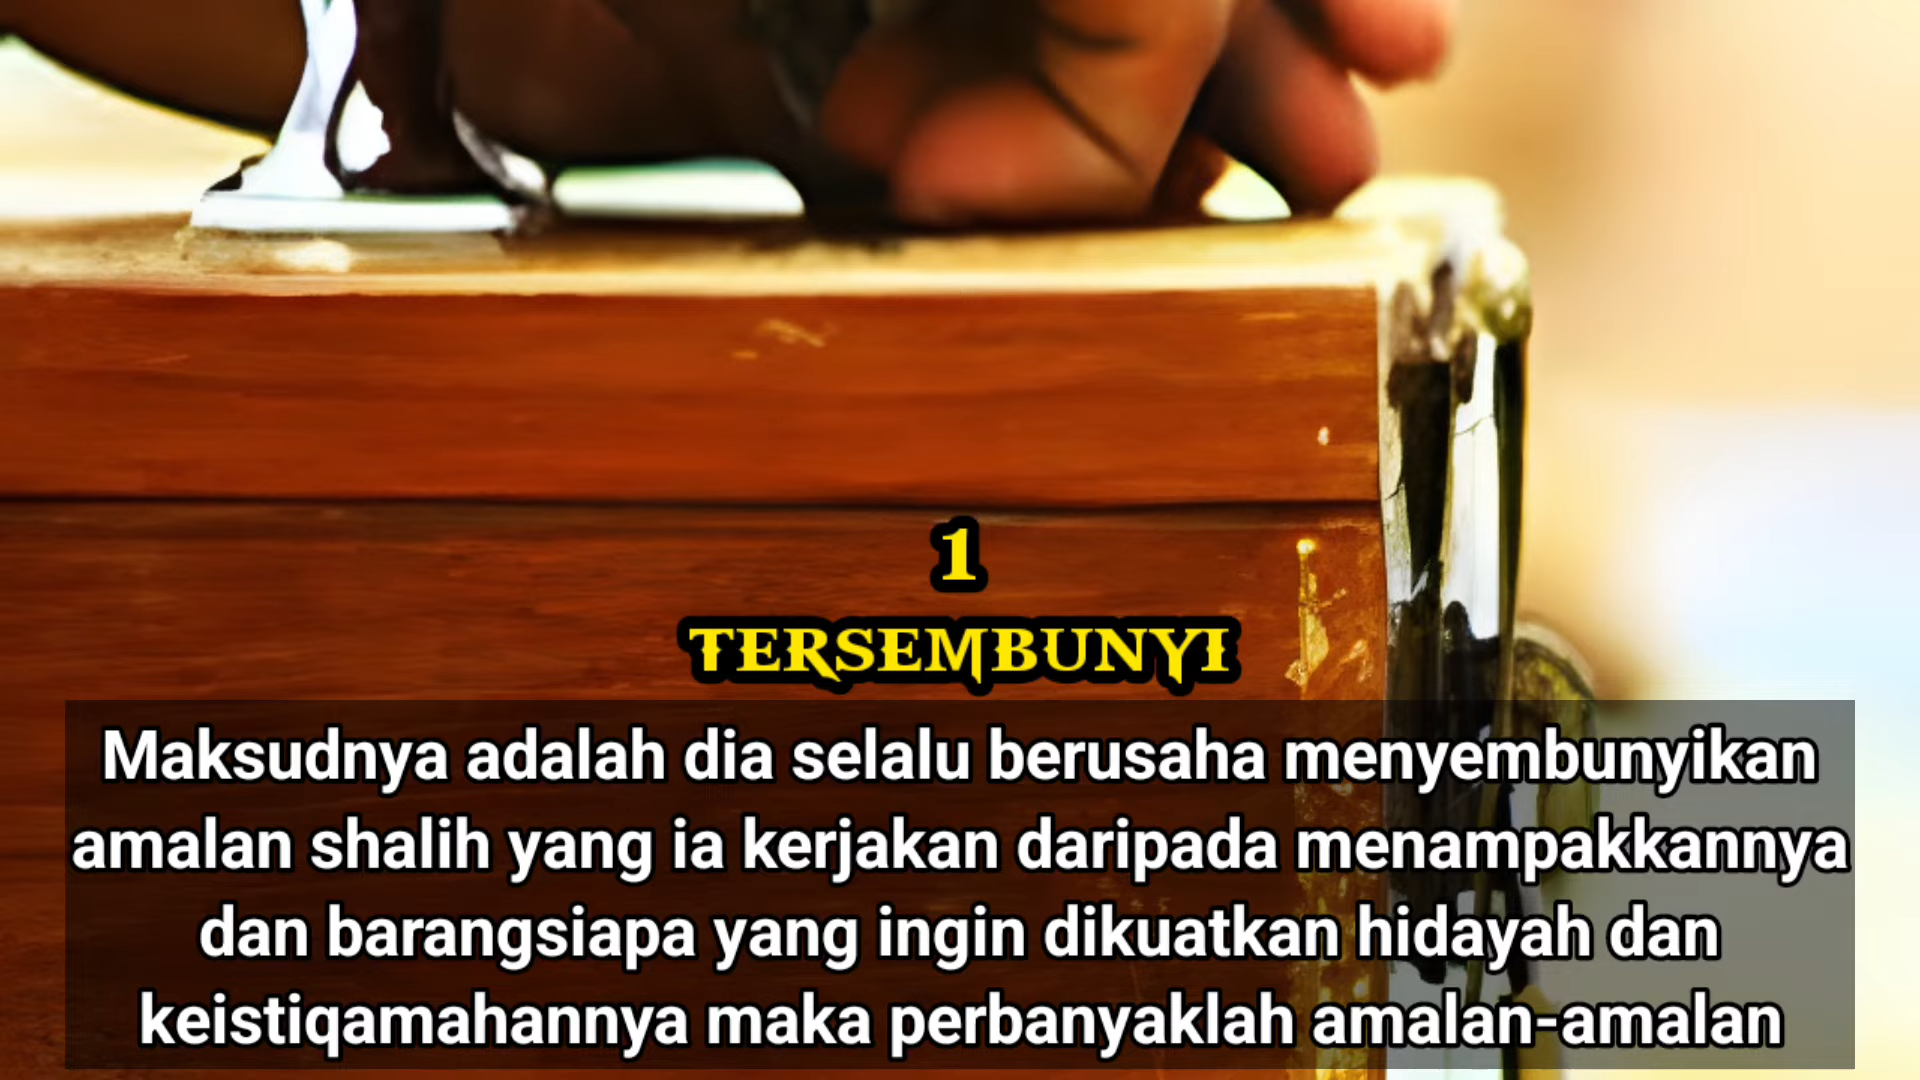 1
TERSEMBUNYI
Maksudnya adalah dia selalu berusaha menyembunyikan
amalan shalih yang ia kerjakan daripada menampakkannya
dan barangsiapa yang ingin dikuatkan hidayah dan
keistiqamahannya maka perbanyaklah amalan-amalan